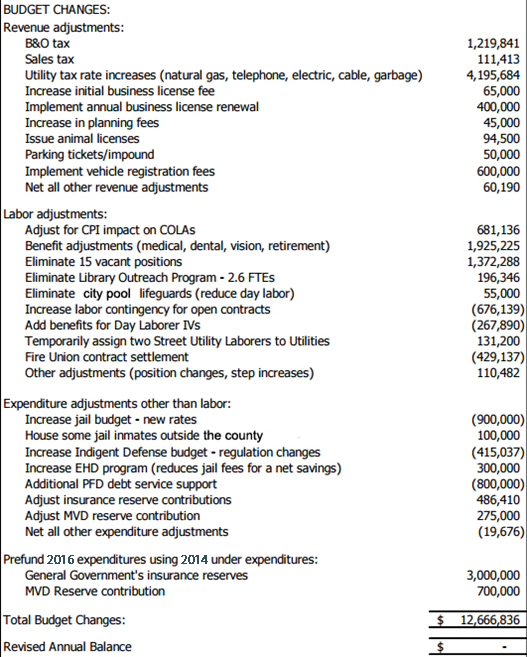 BUDGET CHANGES:
Revenue adjustments:
B&O tax 1,219,841
Sales tax 111,413
Utility tax rate increases (natural gas, telephone, electric, cable, garbage) 4,195,684
Increase initial business license fee 65,000
Implement annual business license renewal 400,000
Increase in planning fees 45,000
Issue animal licenses 94,500
Parking tickets/impound 50,000
Implement vehicle registration fees 600,000
Net all other revenue adjustments 60,190
Labor adjustments:
Adjust for CPI impact on COLAs 681,136
Benefit adjustments (medical, dental, vision, retirement) 1,925,225
Eliminate 15 vacant positions 1,372,288
Eliminate Library Outreach Program - 2.6 FTEs 196,346
Eliminate city pool lifeguards (reduce day labor) 55,000
Increase labor contingency for open contracts (676,139)
Add benefits for Day Laborer IVs (267,890)
Temporarily assign two Street Utility Laborers to Utilities 131,200
Fire Union contract settlement (429,137)
Other adjustments (position changes, step increases) 110,482
Expenditure adjustments other than labor:
Increase jail budget - new rates (900,000)
House some jail inmates outside the county 100,000
Increase Indigent Defense budget - regulation changes (415,037)
Increase EHD program (reduces jail fees for a net savings) 300,000
Additional PFD debt service support (800,000)
Adjust insurance reserve contributions 486,410
Adjust MVD reserve contribution 275,000
Net all other expenditure adjustments (19,676)
Prefund 2016 expenditures using 2014 under expenditures:
General Government's insurance reserves 3,000,000
MVD Reserve contribution 700,000
Total Budget Changes: $ 12,666,836
Revised Annual Balance $ -